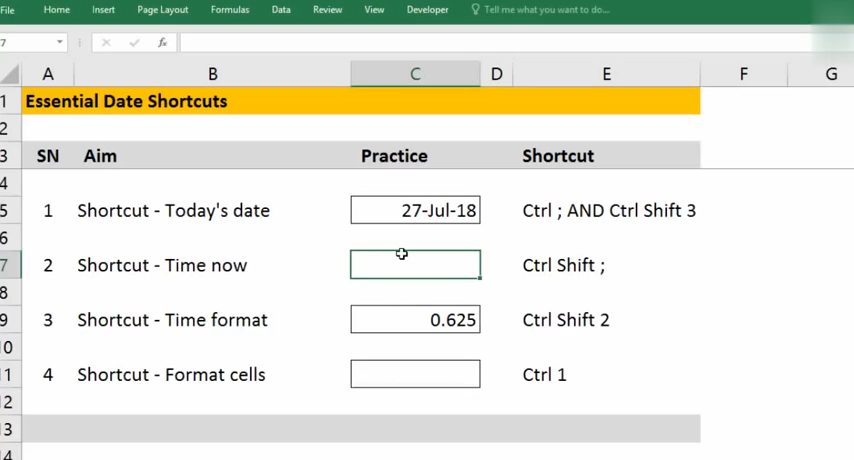 File Home Insert Page Layout Formulas Data Review View Developer Tell me what you want to do...
7 fx
A B C D E F G
1 Essential Date Shortcuts
2
3 SN Aim Practice Shortcut
4
5 1 Shortcut - Today's date 27-Jul-18 Ctrl ; AND Ctrl Shift 3
6
7 2 Shortcut - Time now Ctrl Shift ;
8
9 3 Shortcut - Time format 0.625 Ctrl Shift 2
10
11 4 Shortcut - Format cells Ctrl 1
12
13
14